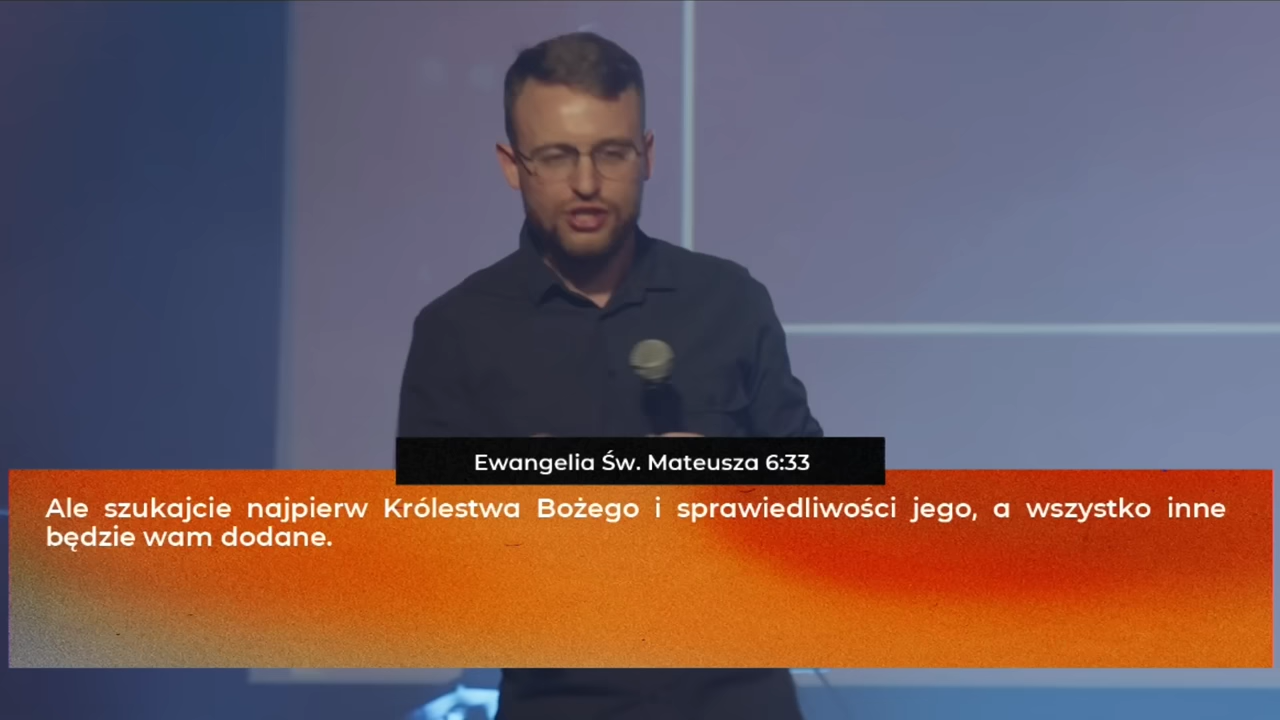 Ewangelia Św. Mateusza 6:33
Ale szukajcie najpierw Królestwa Bożego i sprawiedliwości jego, a wszystko inne
będzie wam dodane.